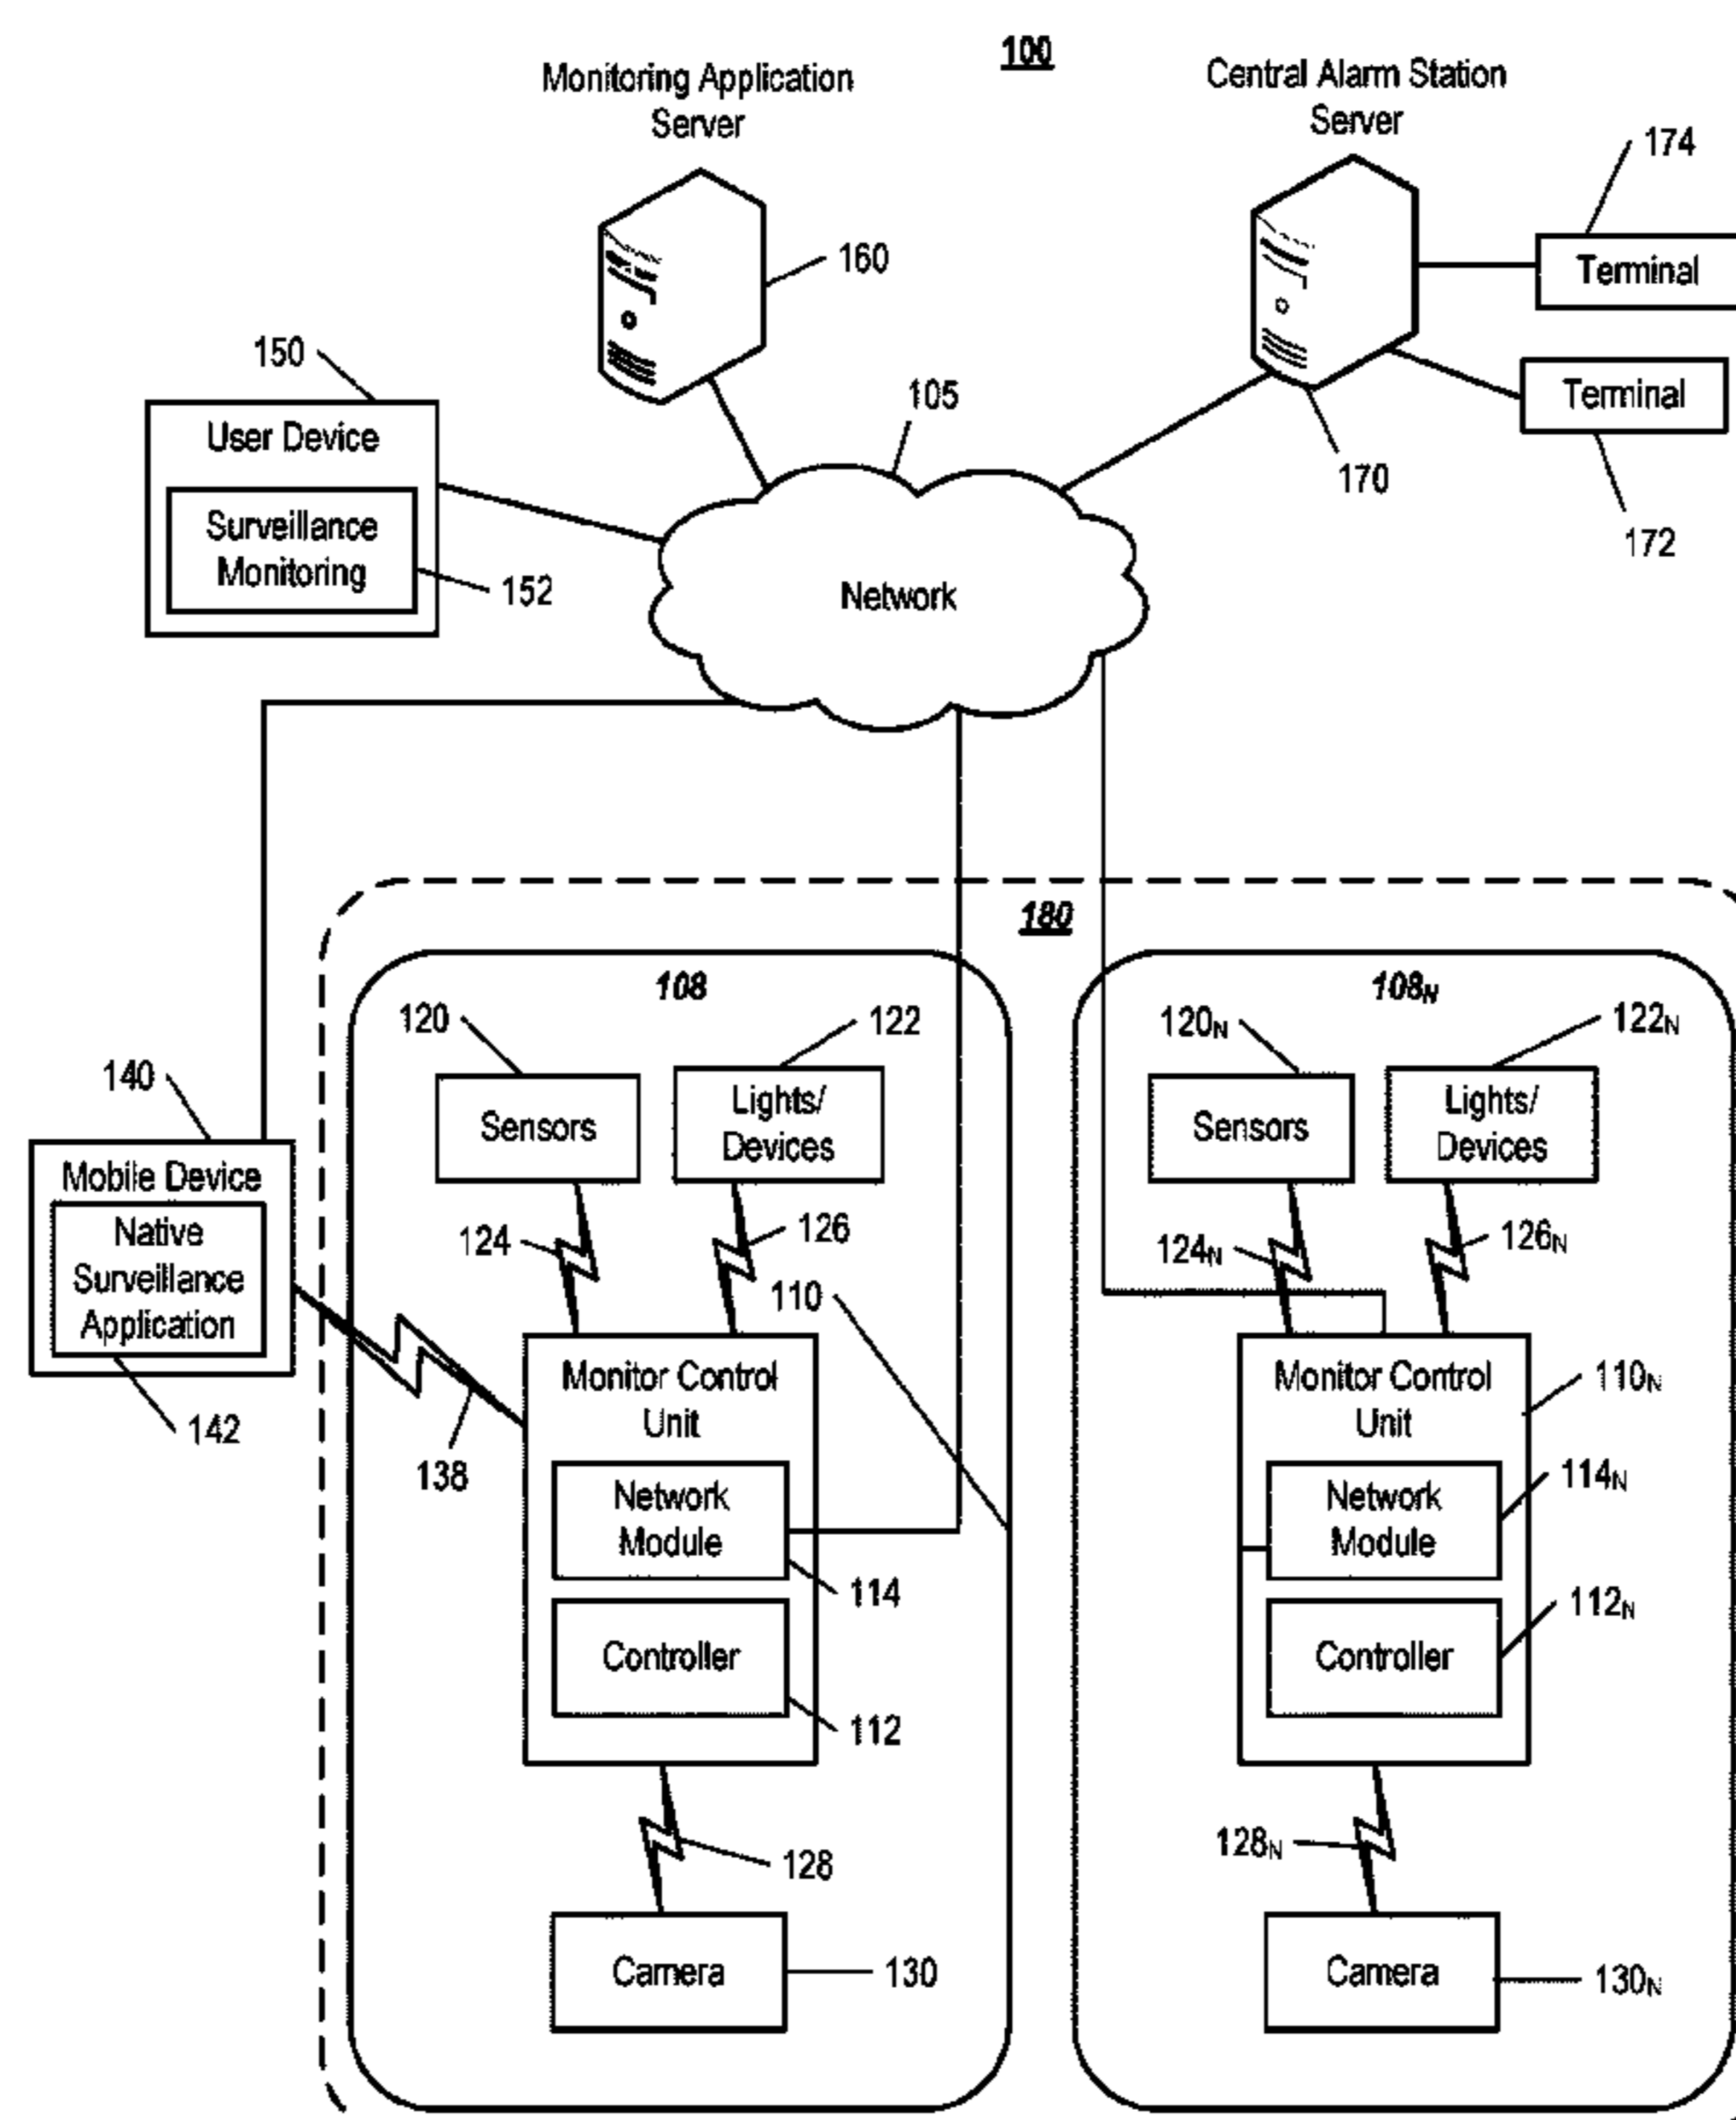 100
Monitoring Application
Server
Central Alarm Station
Server
174
160
Terminal
150
105
User Device
Terminal
170
Surveillance
Monitoring
152
172
Network
180
108
108N
120
122
120N
122N
140
Sensors
Lights/
Devices
Sensors
Lights/
Devices
Mobile Device
Native
Surveillance
Application
124
126
124N
126N
110
142
138
Monitor Control
Unit
Monitor Control
Unit
110N
Network
Module
114
Network
Module
114N
Controller
112
Controller
112N
128
128N
Camera
130
Camera
130N